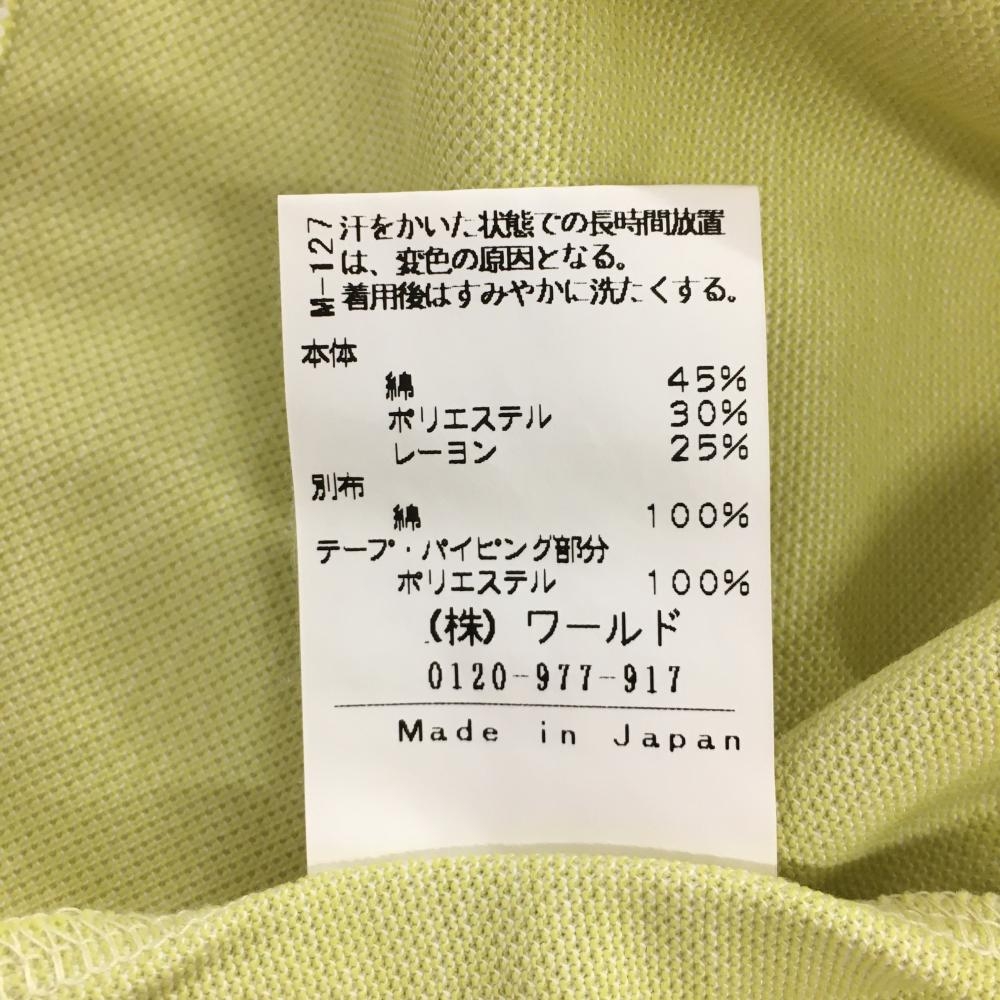 M-127
汗をかいた状態での長時間放置
は、変色の原因となる。
着用後はすみやかに洗たくする。
本体
綿 45%
ポリエステル 30%
レーヨン 25%
別布
綿 100%
テープ・パイピング部分
ポリエステル 100%
(株) ワールド
0120-977-917
Made in Japan